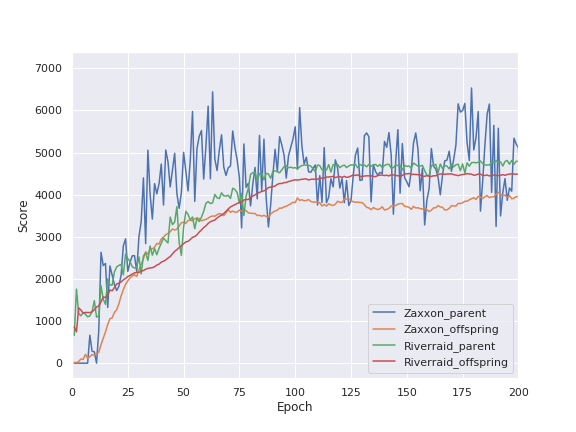 7000
6000
5000
4000
3000
2000
1000
0
Score
0 25 50 75 100 125 150 175 200
Epoch
Zaxxon_parent
Zaxxon_offspring
Riverraid_parent
Riverraid_offspring